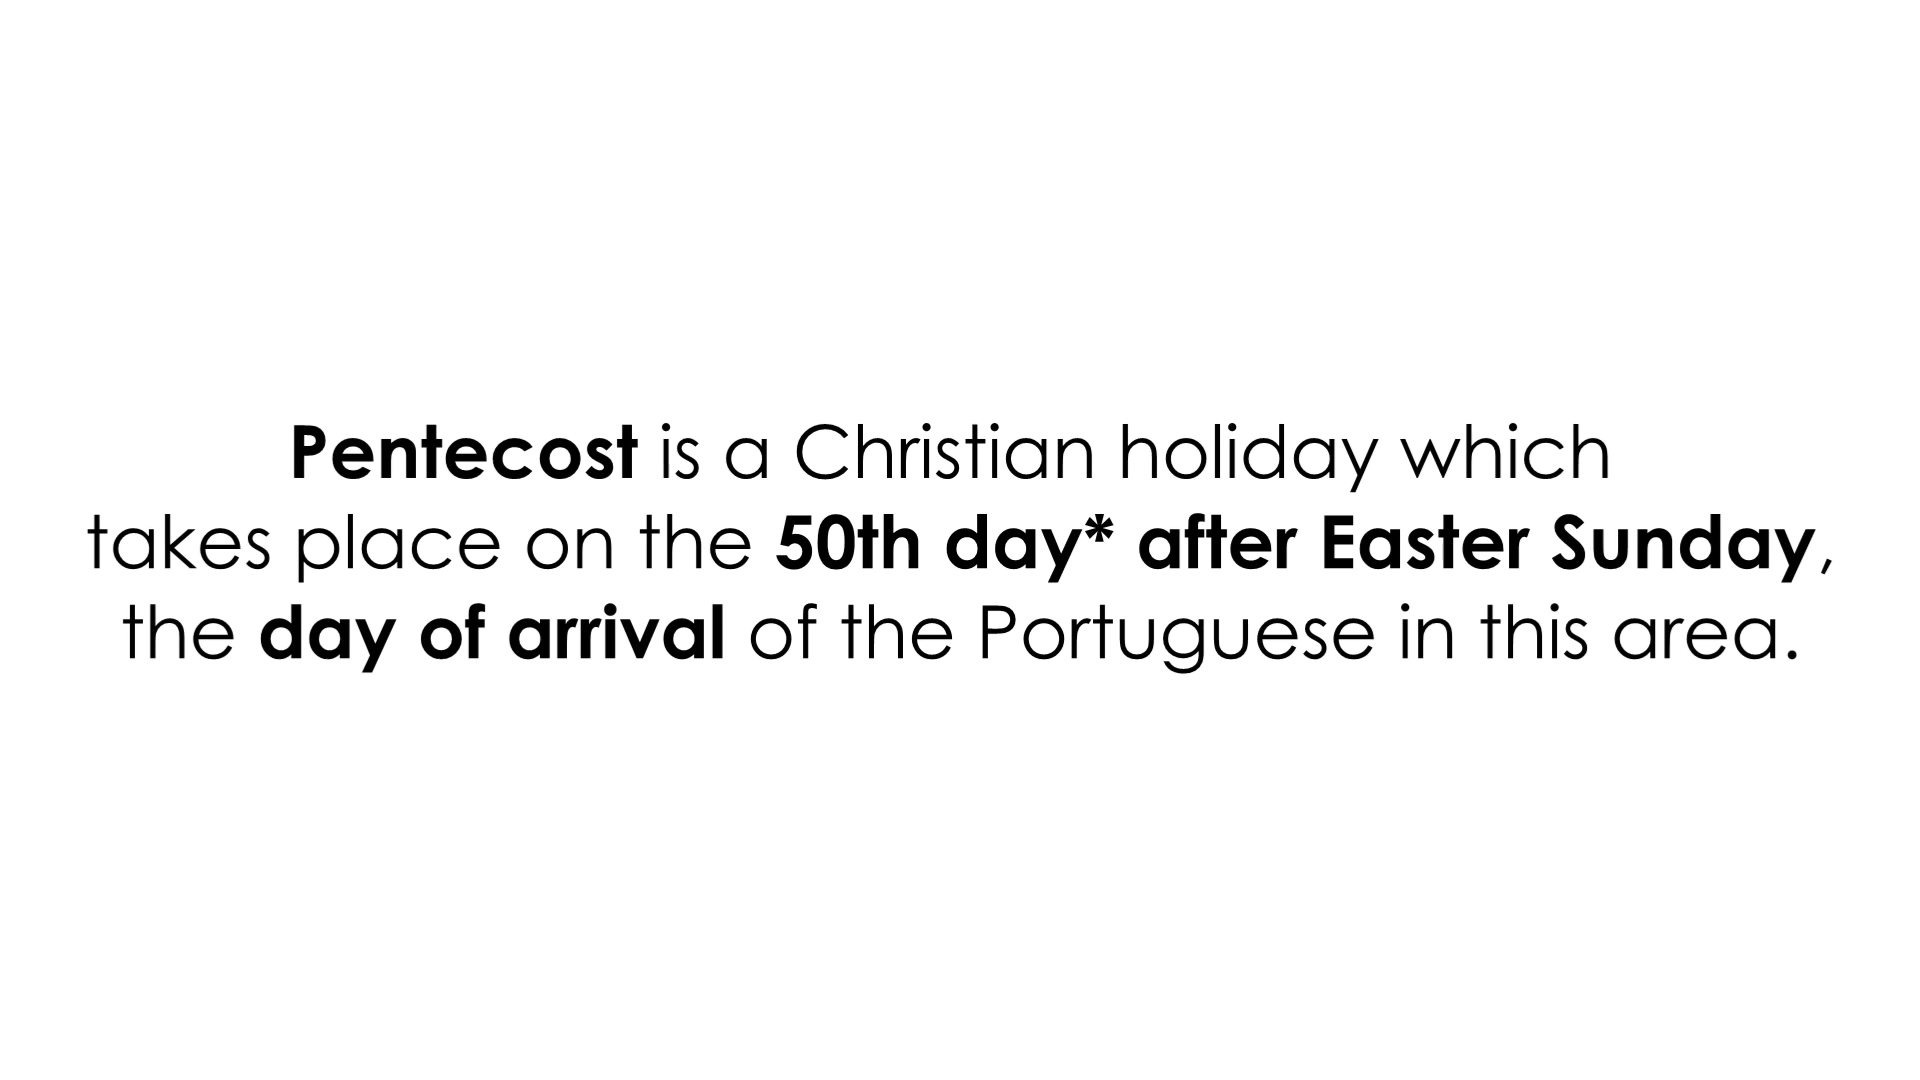 Pentecost is a Christian holiday which
takes place on the 50th day* after Easter Sunday,
the day of arrival of the Portuguese in this area.